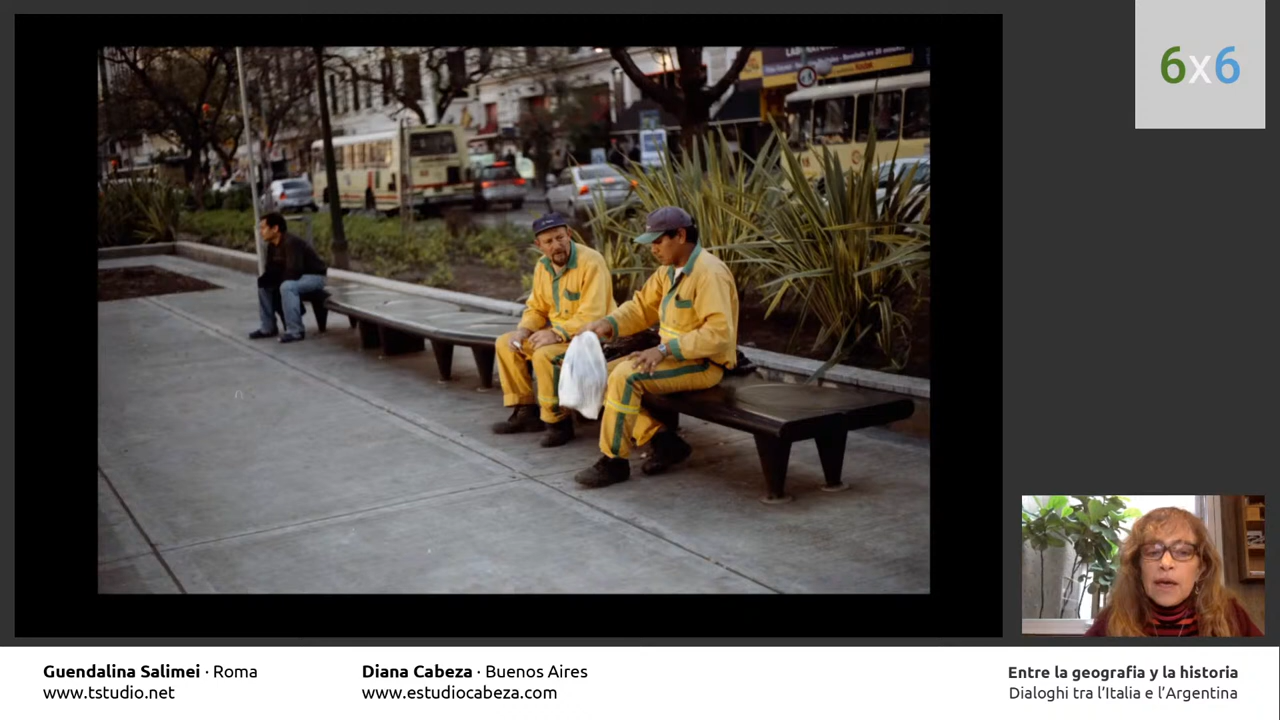 6x6
Guendalina Salimei · Roma
www.tstudio.net
Diana Cabeza · Buenos Aires
www.estudiocabeza.com
Entre la geografia y la historia
Dialoghi tra l'Italia e l'Argentina